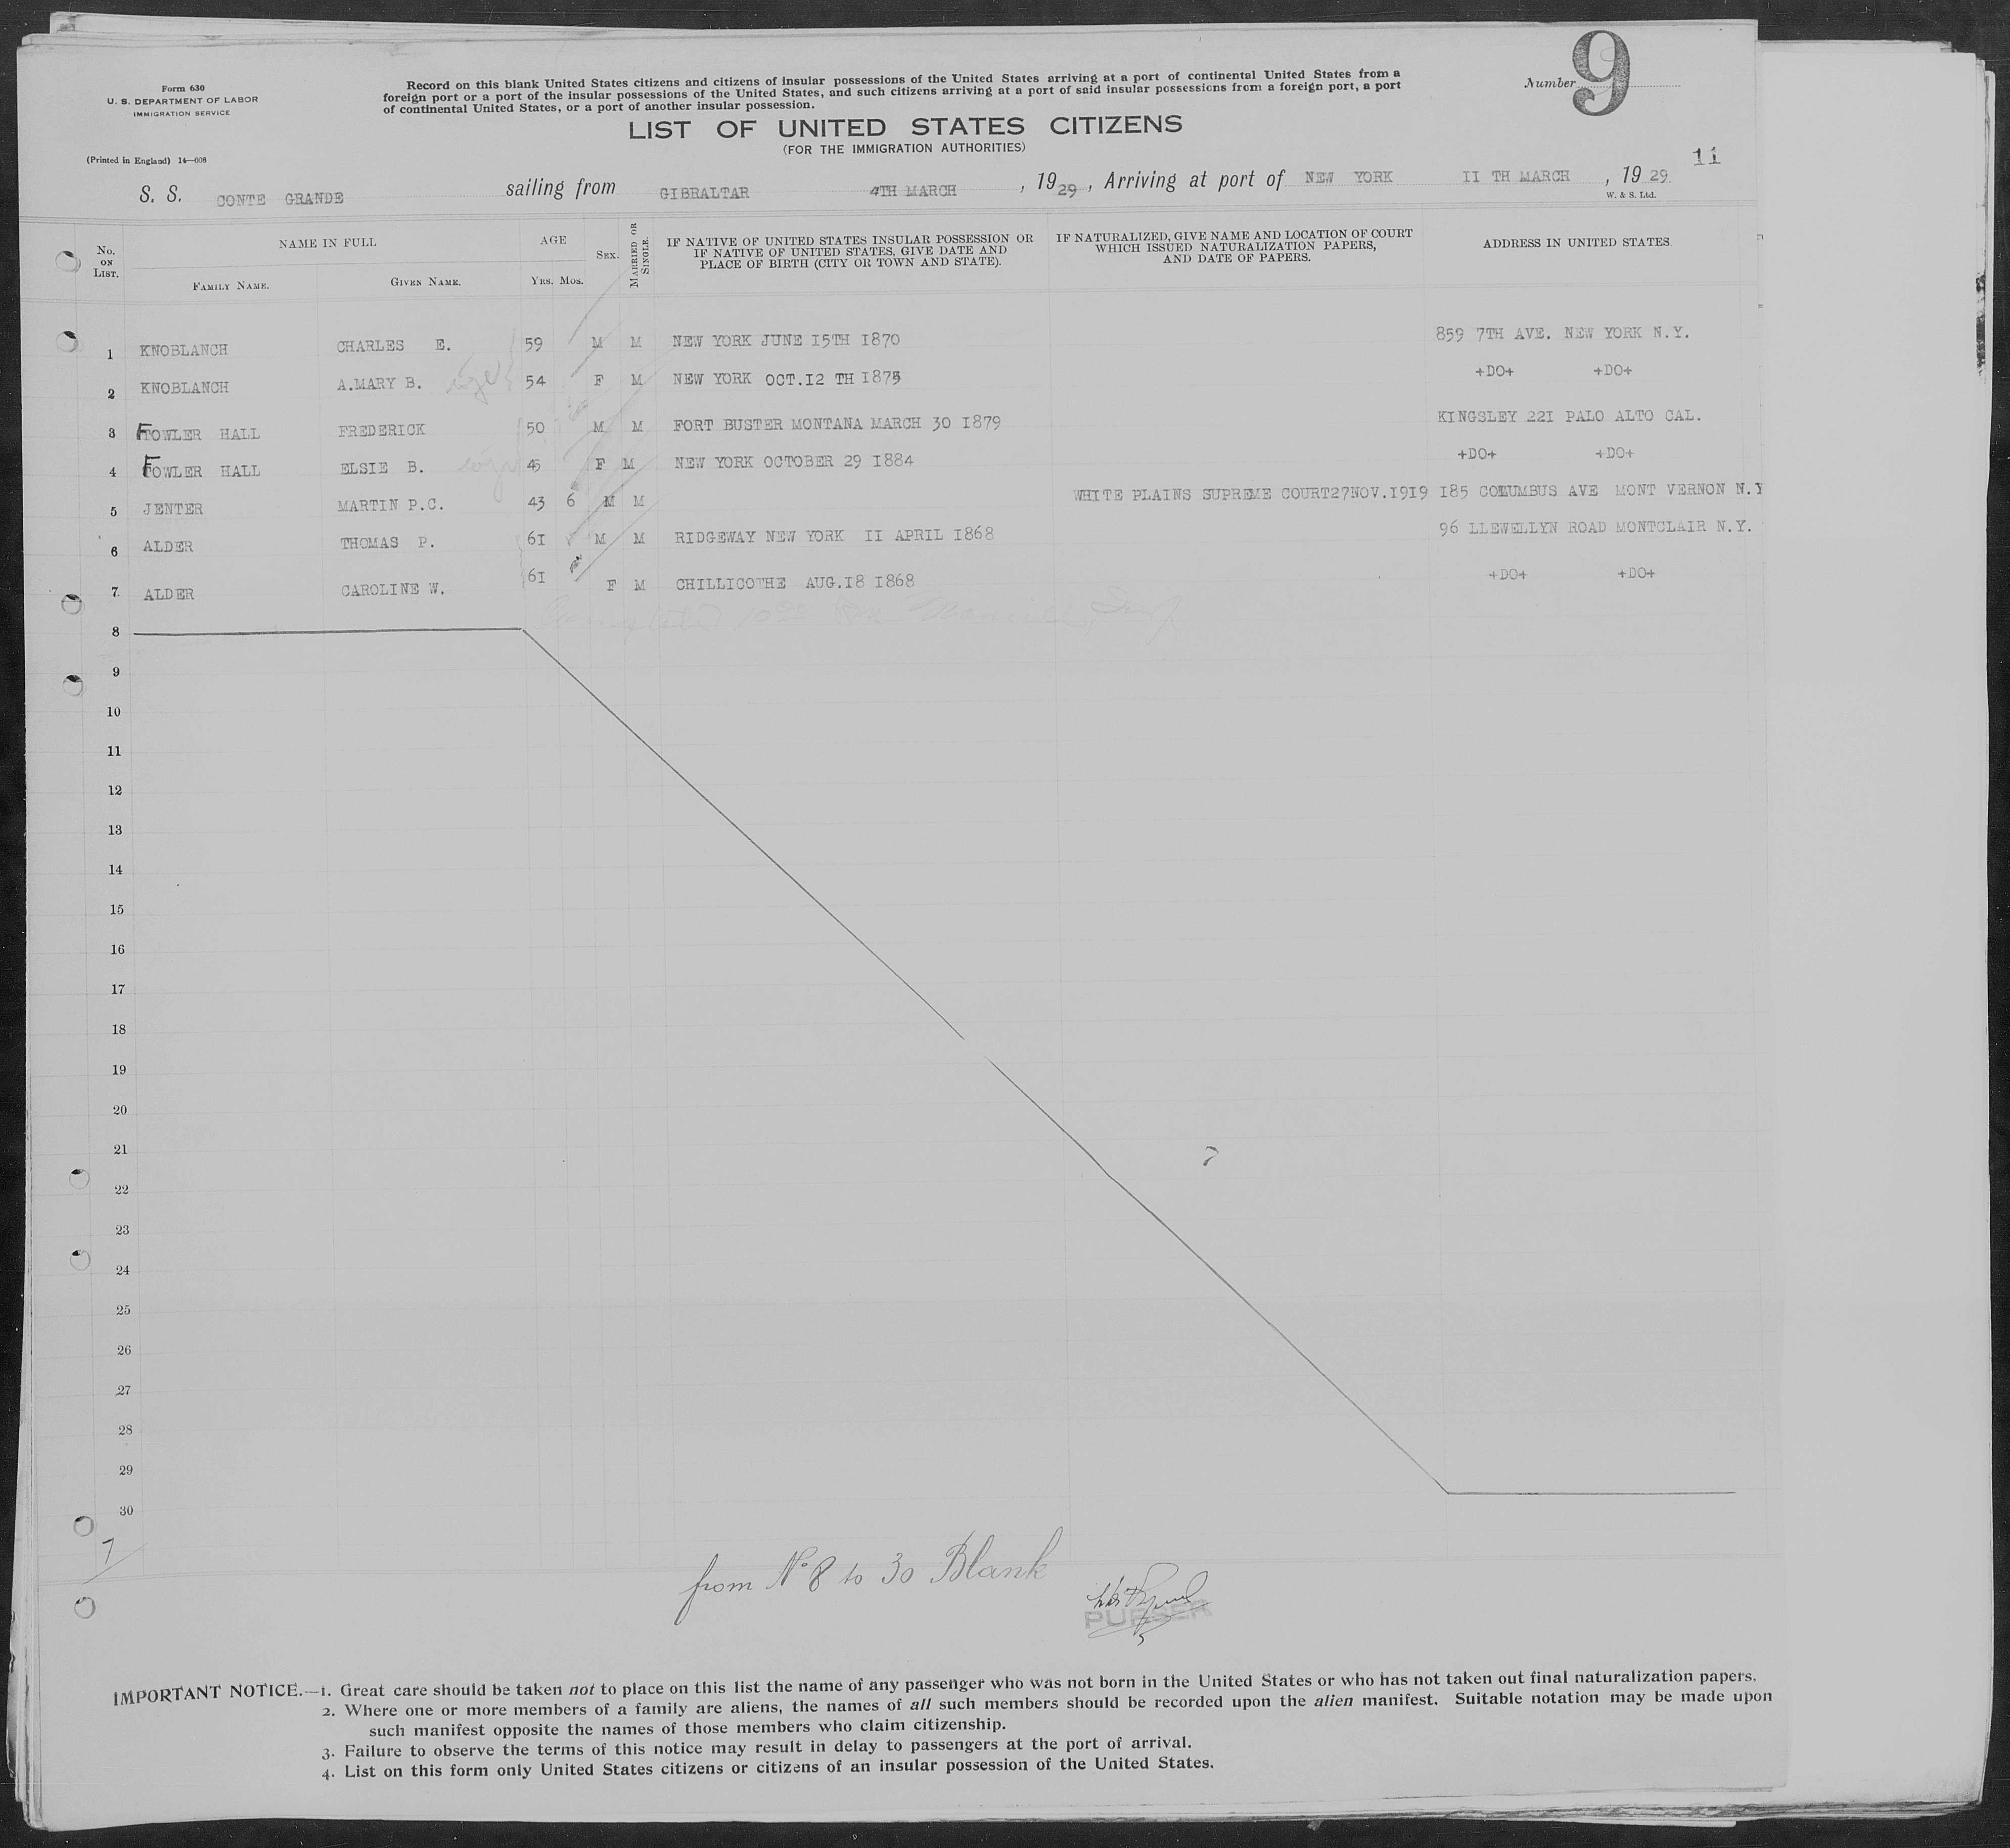 Form 630
U. S. DEPARTMENT OF LABOR
IMMIGRATION SERVICE
(Printed in England) 14—608
Record on this blank United States citizens and citizens of insular possessions of the United States arriving at a port of continental United States from a
foreign port or a port of the insular possessions of the United States, and such citizens arriving at a port of said insular possessions from a foreign port, a port
of continental United States, or a port of another insular possession.
Number 9
LIST OF UNITED STATES CITIZENS
(FOR THE IMMIGRATION AUTHORITIES)
11
S. S. CONTE GRANDE sailing from GIBRALTAR 4TH MARCH , 1929 , Arriving at port of NEW YORK II TH MARCH , 1929
W. & S. Ltd.
No. ON LIST. NAME IN FULL AGE SEX. MARRIED OR SINGLE. IF NATIVE OF UNITED STATES INSULAR POSSESSION OR IF NATIVE OF UNITED STATES, GIVE DATE AND PLACE OF BIRTH (CITY OR TOWN AND STATE). IF NATURALIZED, GIVE NAME AND LOCATION OF COURT WHICH ISSUED NATURALIZATION PAPERS, AND DATE OF PAPERS. ADDRESS IN UNITED STATES
FAMILY NAME. GIVEN NAME. YRS. MOS.
1 KNOBLANCH CHARLES E. 59 M M NEW YORK JUNE I5TH I870 859 7TH AVE. NEW YORK N.Y.
2 KNOBLANCH A.MARY B. 54 F M NEW YORK OCT.I2 TH I875 +DO+ +DO+
3 FOWLER HALL FREDERICK 50 M M FORT BUSTER MONTANA MARCH 30 I879 KINGSLEY 22I PALO ALTO CAL.
4 FOWLER HALL ELSIE B. 45 F M NEW YORK OCTOBER 29 I884 +DO+ +DO+
5 JENTER MARTIN P.C. 43 6 M M WHITE PLAINS SUPREME COURT27NOV.I9I9 I85 COLUMBUS AVE MONT VERNON N.Y
6 ALDER THOMAS P. 6I M M RIDGEWAY NEW YORK II APRIL I868 96 LLEWELLYN ROAD MONTCLAIR N.Y.
7 ALDER CAROLINE W. 6I F M CHILLICOTHE AUG.I8 I868 +DO+ +DO+
8
9
10
11
12
13
14
15
16
17
18
19
20
21
7
22
23
24
25
26
27
28
29
30
7
from No 8 to 30 Blank
PURSER
IMPORTANT NOTICE.—1. Great care should be taken not to place on this list the name of any passenger who was not born in the United States or who has not taken out final naturalization papers.
2. Where one or more members of a family are aliens, the names of all such members should be recorded upon the alien manifest. Suitable notation may be made upon
such manifest opposite the names of those members who claim citizenship.
3. Failure to observe the terms of this notice may result in delay to passengers at the port of arrival.
4. List on this form only United States citizens or citizens of an insular possession of the United States.